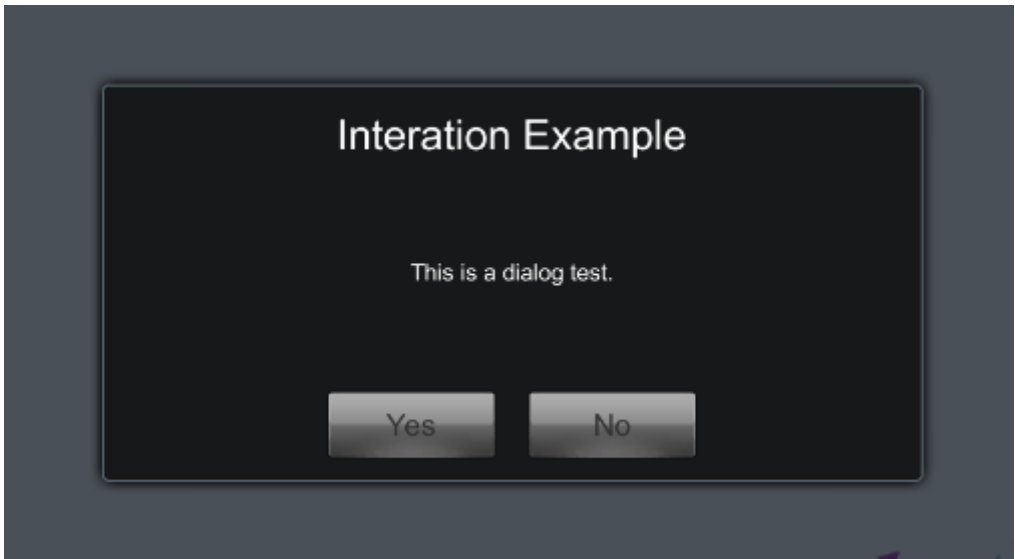 Interation Example
This is a dialog test.
Yes No